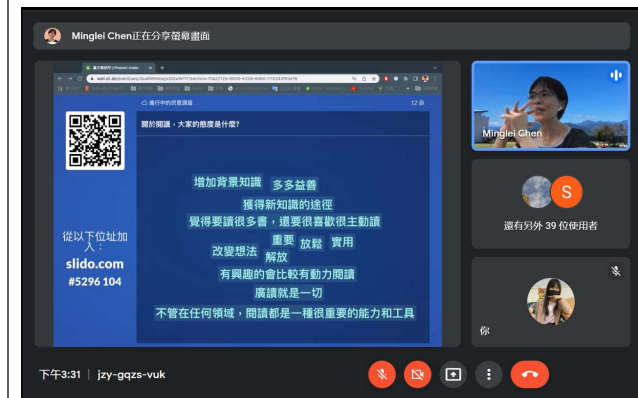 Minglei Chen正在分享螢幕畫面
進行中的民意調查
12
關於閱讀，大家的態度是什麼?
增加背景知識 多多益善
獲得新知識的途徑
覺得要讀很多書，還要很喜歡很主動讀
重要 放鬆 實用
改變想法 解放
有興趣的會比較有動力閱讀
廣讀就是一切
不管在任何領域，閱讀都是一種很重要的能力和工具
從以下位址加
入：
slido.com
#5296 104
Minglei Chen
S
還有另外 39 位使用者
你
下午3:31 | jzy-gqzs-vuk